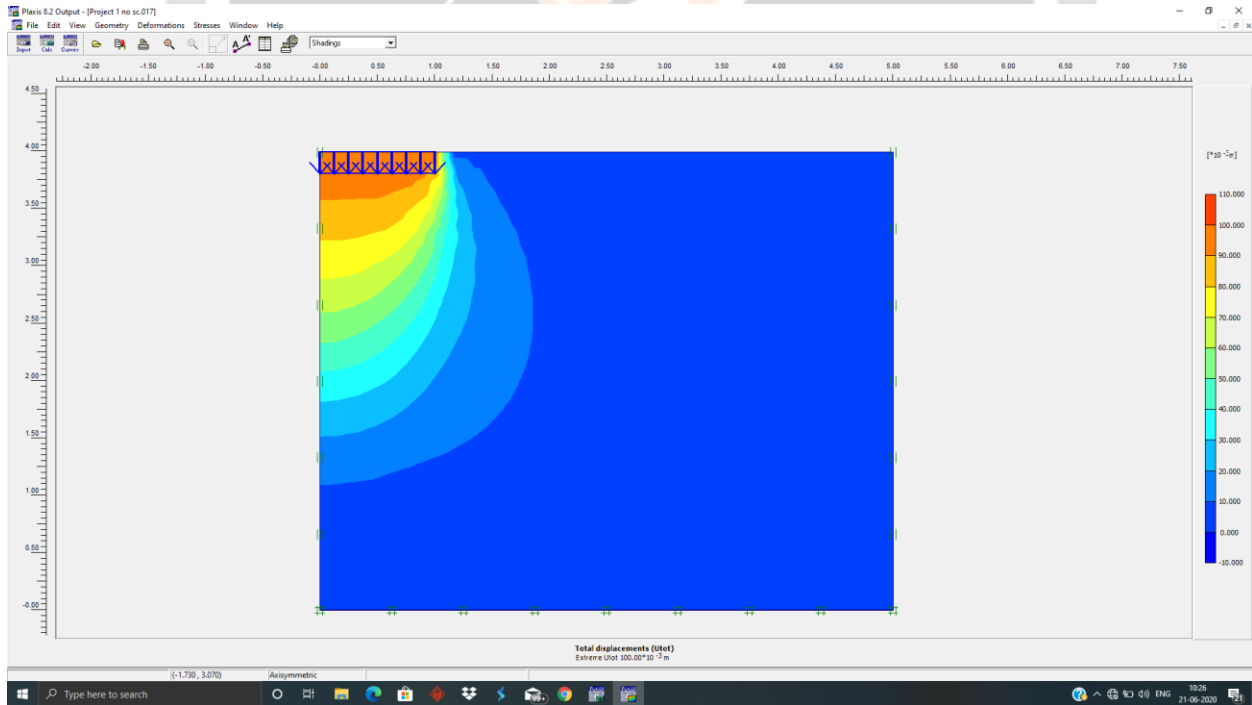 Plaxis 8.2 Output - [Project 1 no sc.017]
File Edit View Geometry Deformations Stresses Window Help
Input Calc Curves Shadings
-2.00 -1.50 -1.00 -0.50 -0.00 0.50 1.00 1.50 2.00 2.50 3.00 3.50 4.00 4.50 5.00 5.50 6.00 6.50 7.00 7.50
4.50
4.00
3.50
3.00
2.50
2.00
1.50
1.00
0.50
-0.00
[*10 -3m]
110.000
100.000
90.000
80.000
70.000
60.000
50.000
40.000
30.000
20.000
10.000
0.000
-10.000
Total displacements (Utot)
Extreme Utot 100.00*10 -3 m
(-1.730 , 3.070) Axisymmetric
Type here to search 99+ ENG 10:26
21-06-2020 21